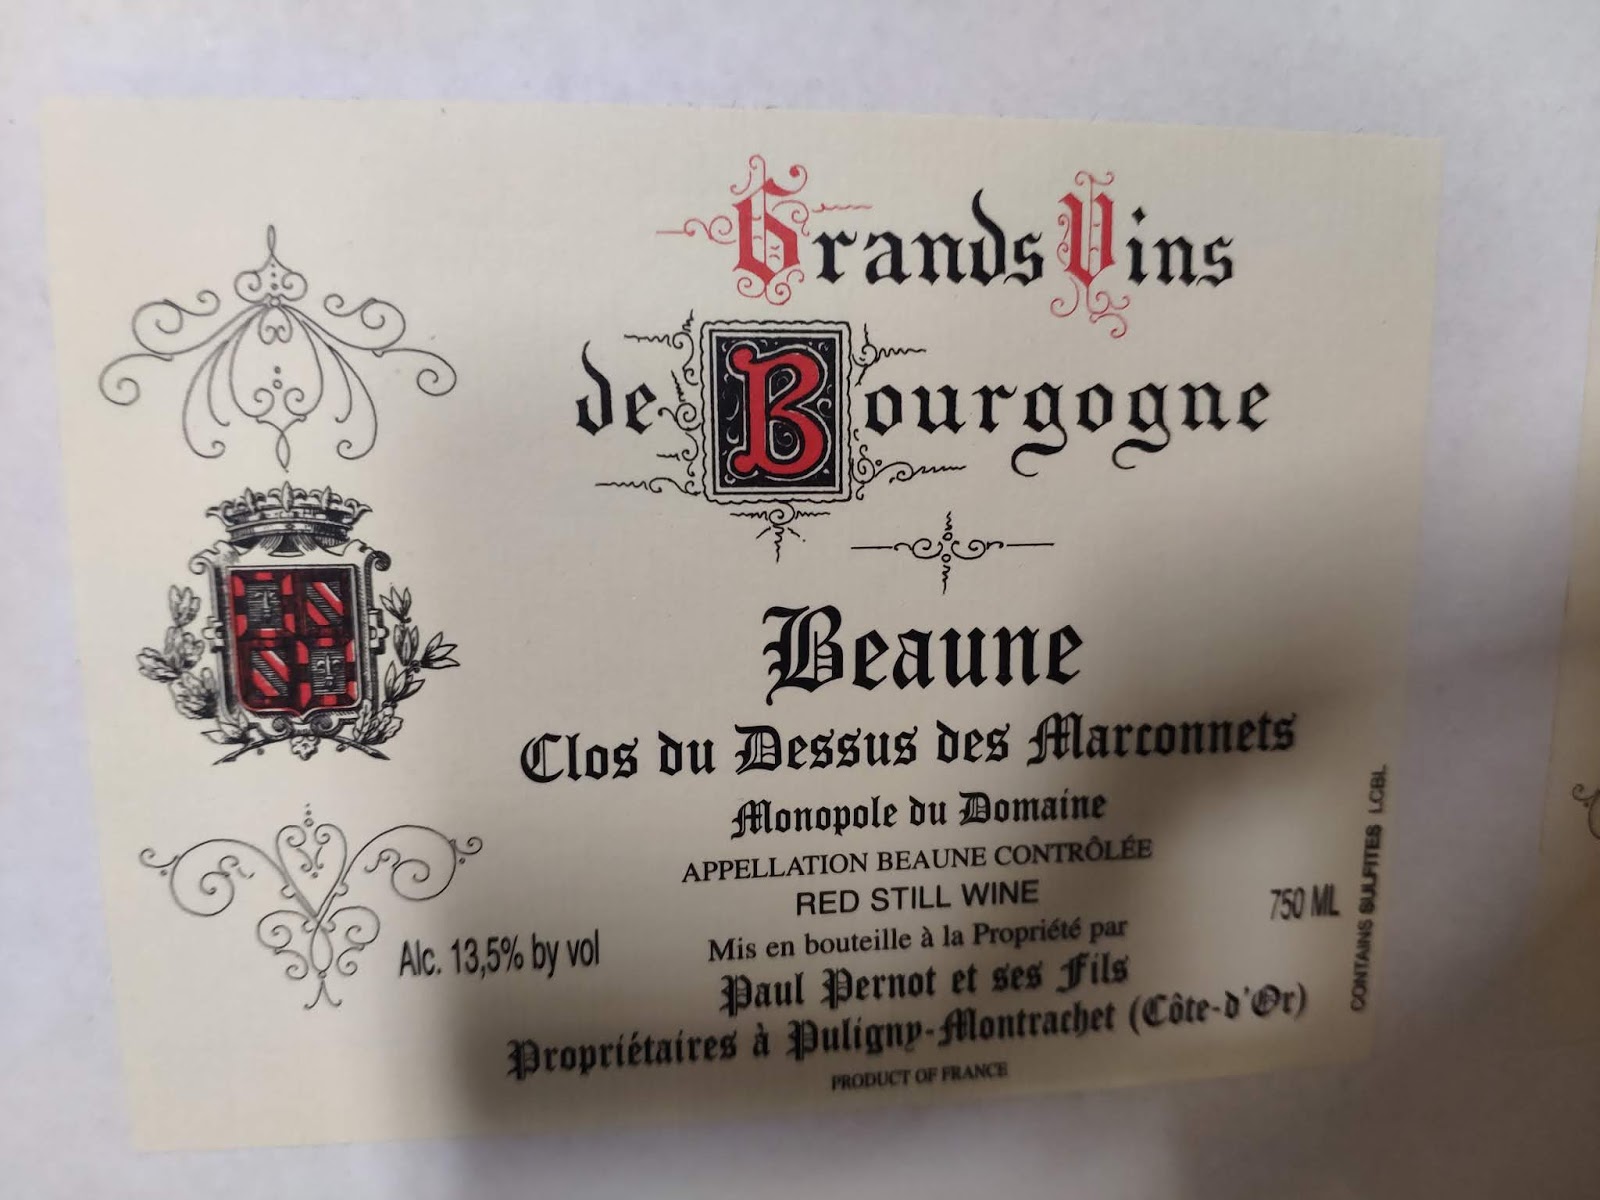 Grands Vins
de Bourgogne
Beaune
Clos du Dessus des Marconnets
Monopole du Domaine
APPELLATION BEAUNE CONTRÔLÉE
RED STILL WINE
750 ML
Mis en bouteille à la Propriété par
Alc. 13,5% by vol
Paul Pernot et ses Fils
Propriétaires à Puligny-Montrachet (Côte-d'Or)
PRODUCT OF FRANCE
CONTAINS SULFITES LCBL